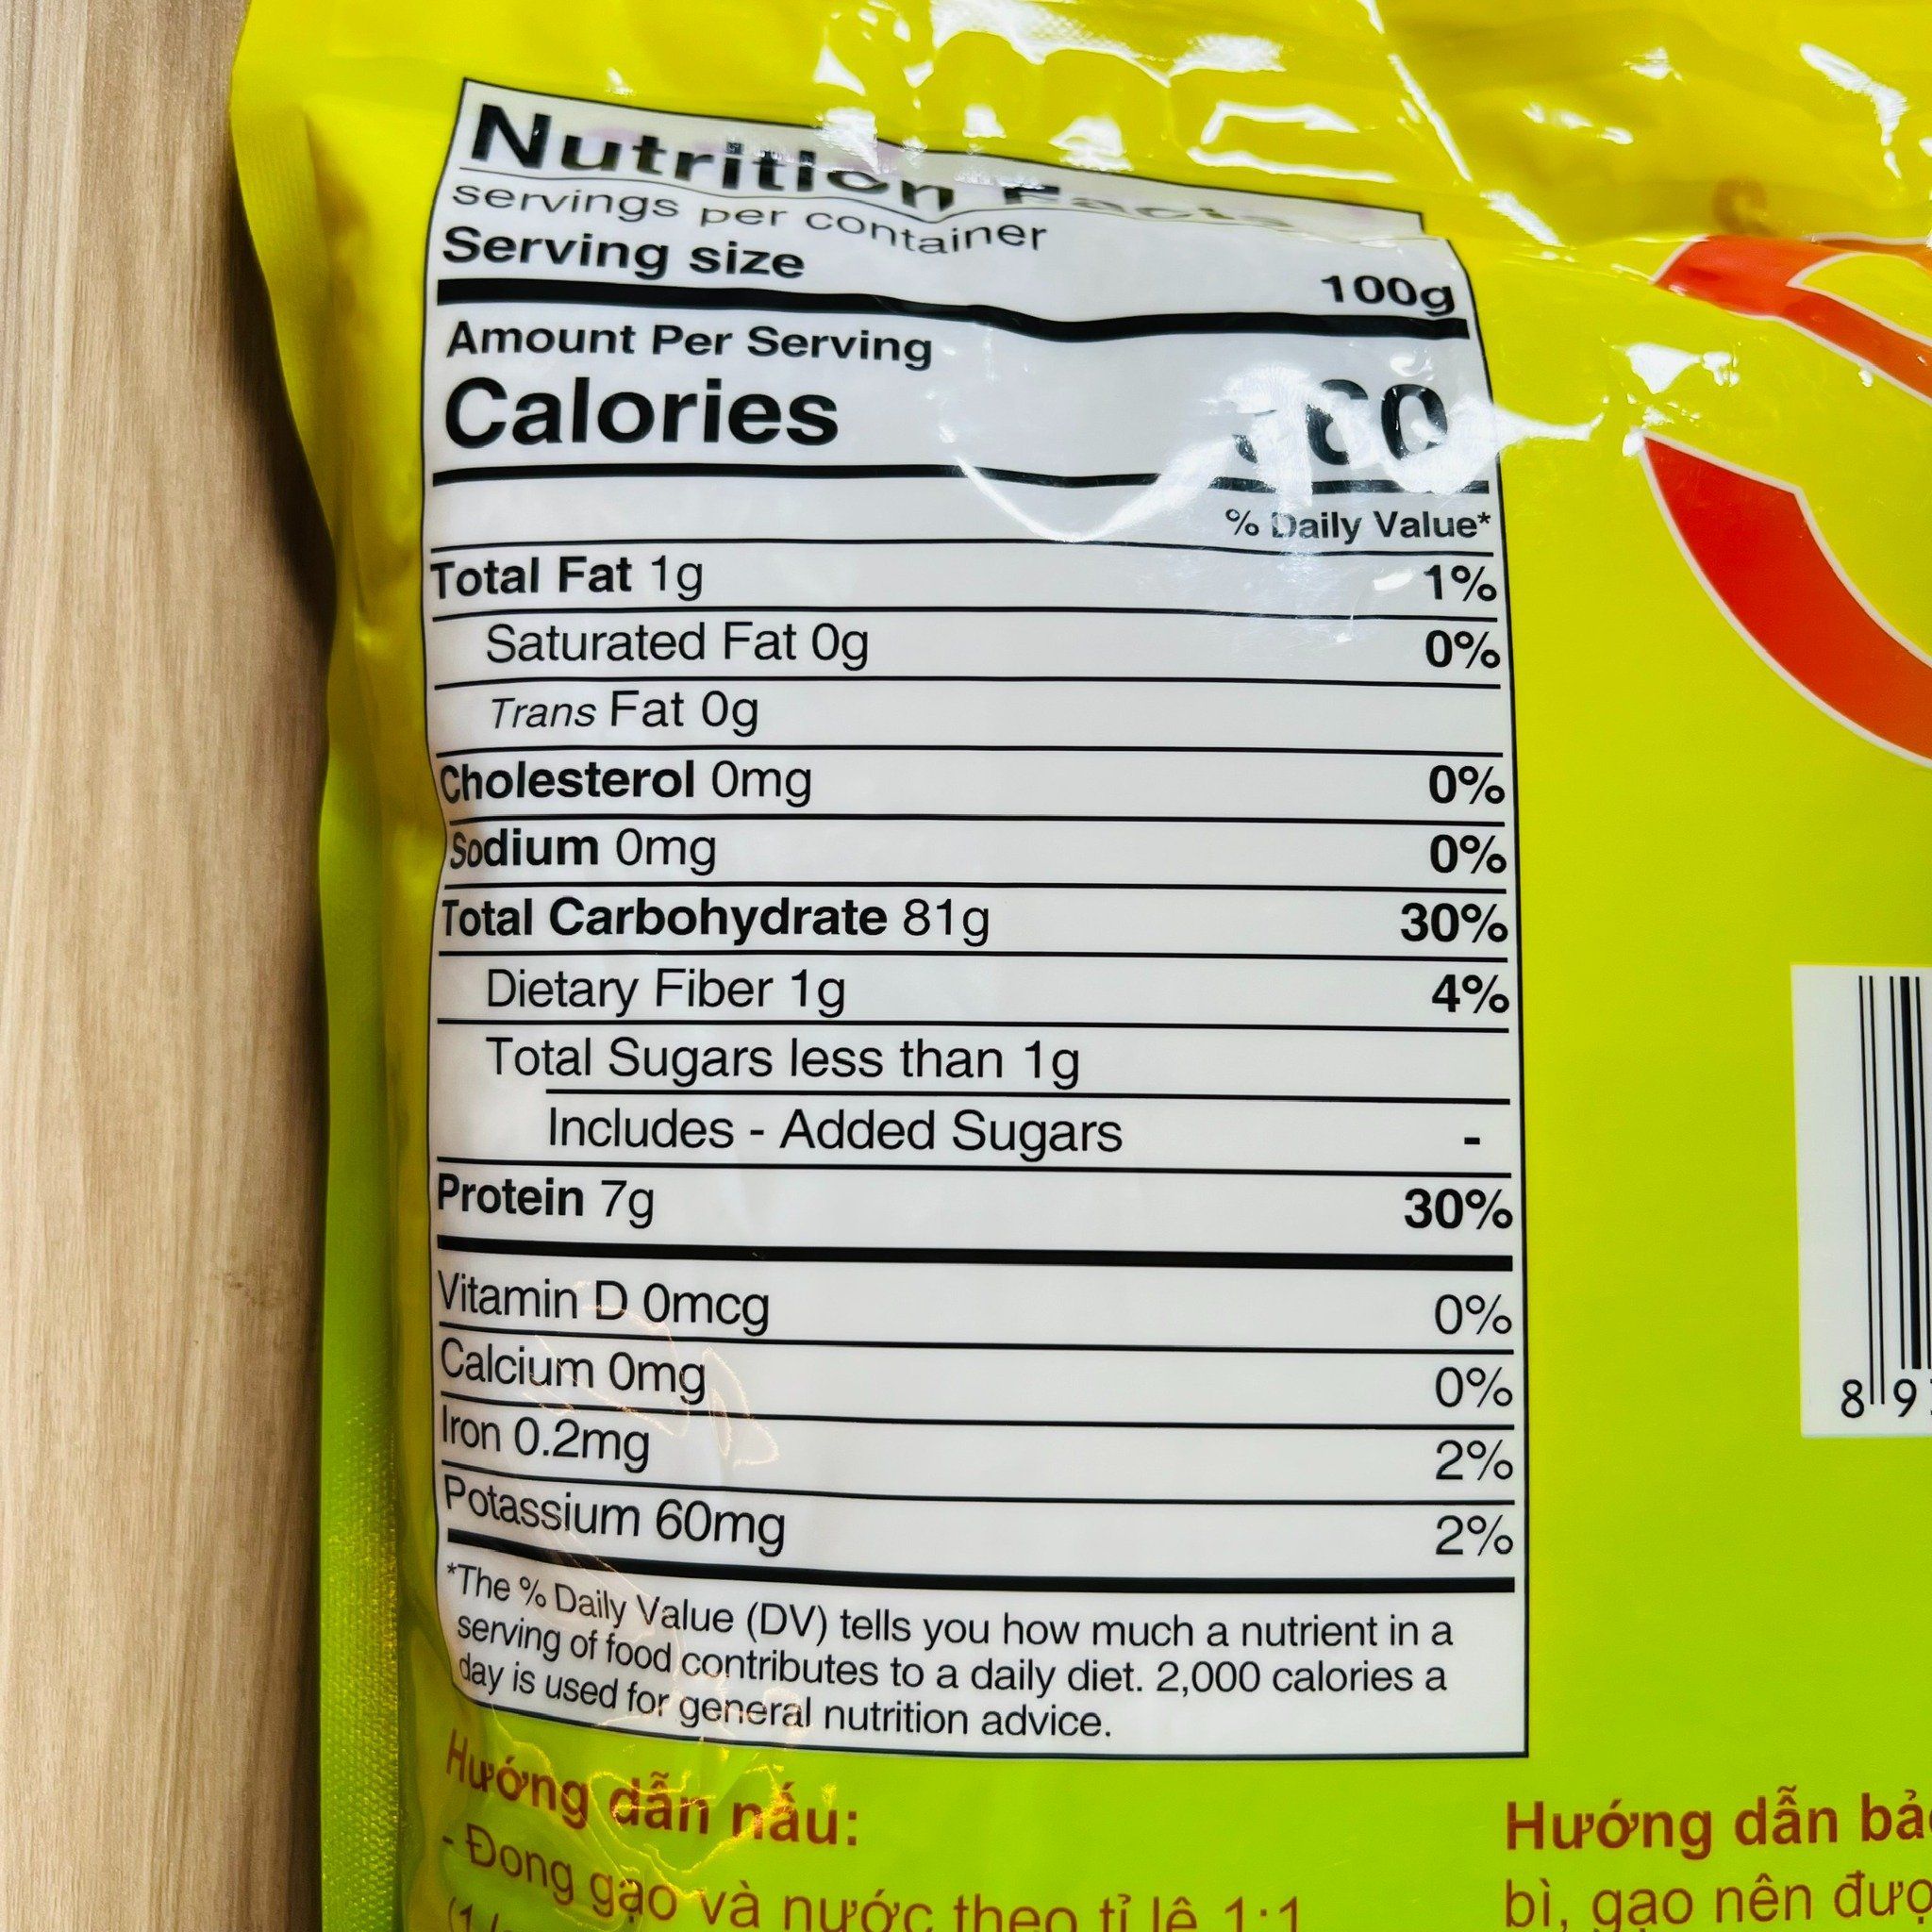 Nutrition Facts
servings per container
Serving size 100g
Amount Per Serving
Calories
% Daily Value*
Total Fat 1g 1%
Saturated Fat 0g 0%
Trans Fat 0g
Cholesterol 0mg 0%
Sodium 0mg 0%
Total Carbohydrate 81g 30%
Dietary Fiber 1g 4%
Total Sugars less than 1g
Includes - Added Sugars -
Protein 7g 30%
Vitamin D 0mcg 0%
Calcium 0mg 0%
Iron 0.2mg 2%
Potassium 60mg 2%
*The % Daily Value (DV) tells you how much a nutrient in a
serving of food contributes to a daily diet. 2,000 calories a
day is used for general nutrition advice.
8 9
Hướng dẫn nấu:
- Đong gạo và nước theo tỉ lệ 1:1
Hướng dẫn
bì, gạo nên